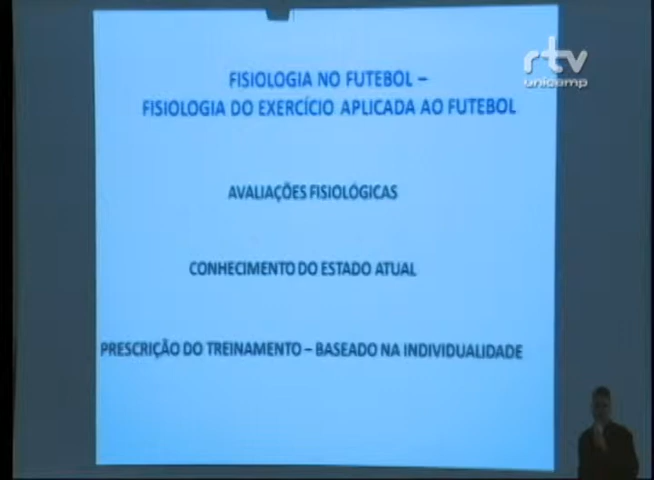 rtv
unicamp
FISIOLOGIA NO FUTEBOL –
FISIOLOGIA DO EXERCÍCIO APLICADA AO FUTEBOL
AVALIAÇÕES FISIOLÓGICAS
CONHECIMENTO DO ESTADO ATUAL
PRESCRIÇÃO DO TREINAMENTO – BASEADO NA INDIVIDUALIDADE